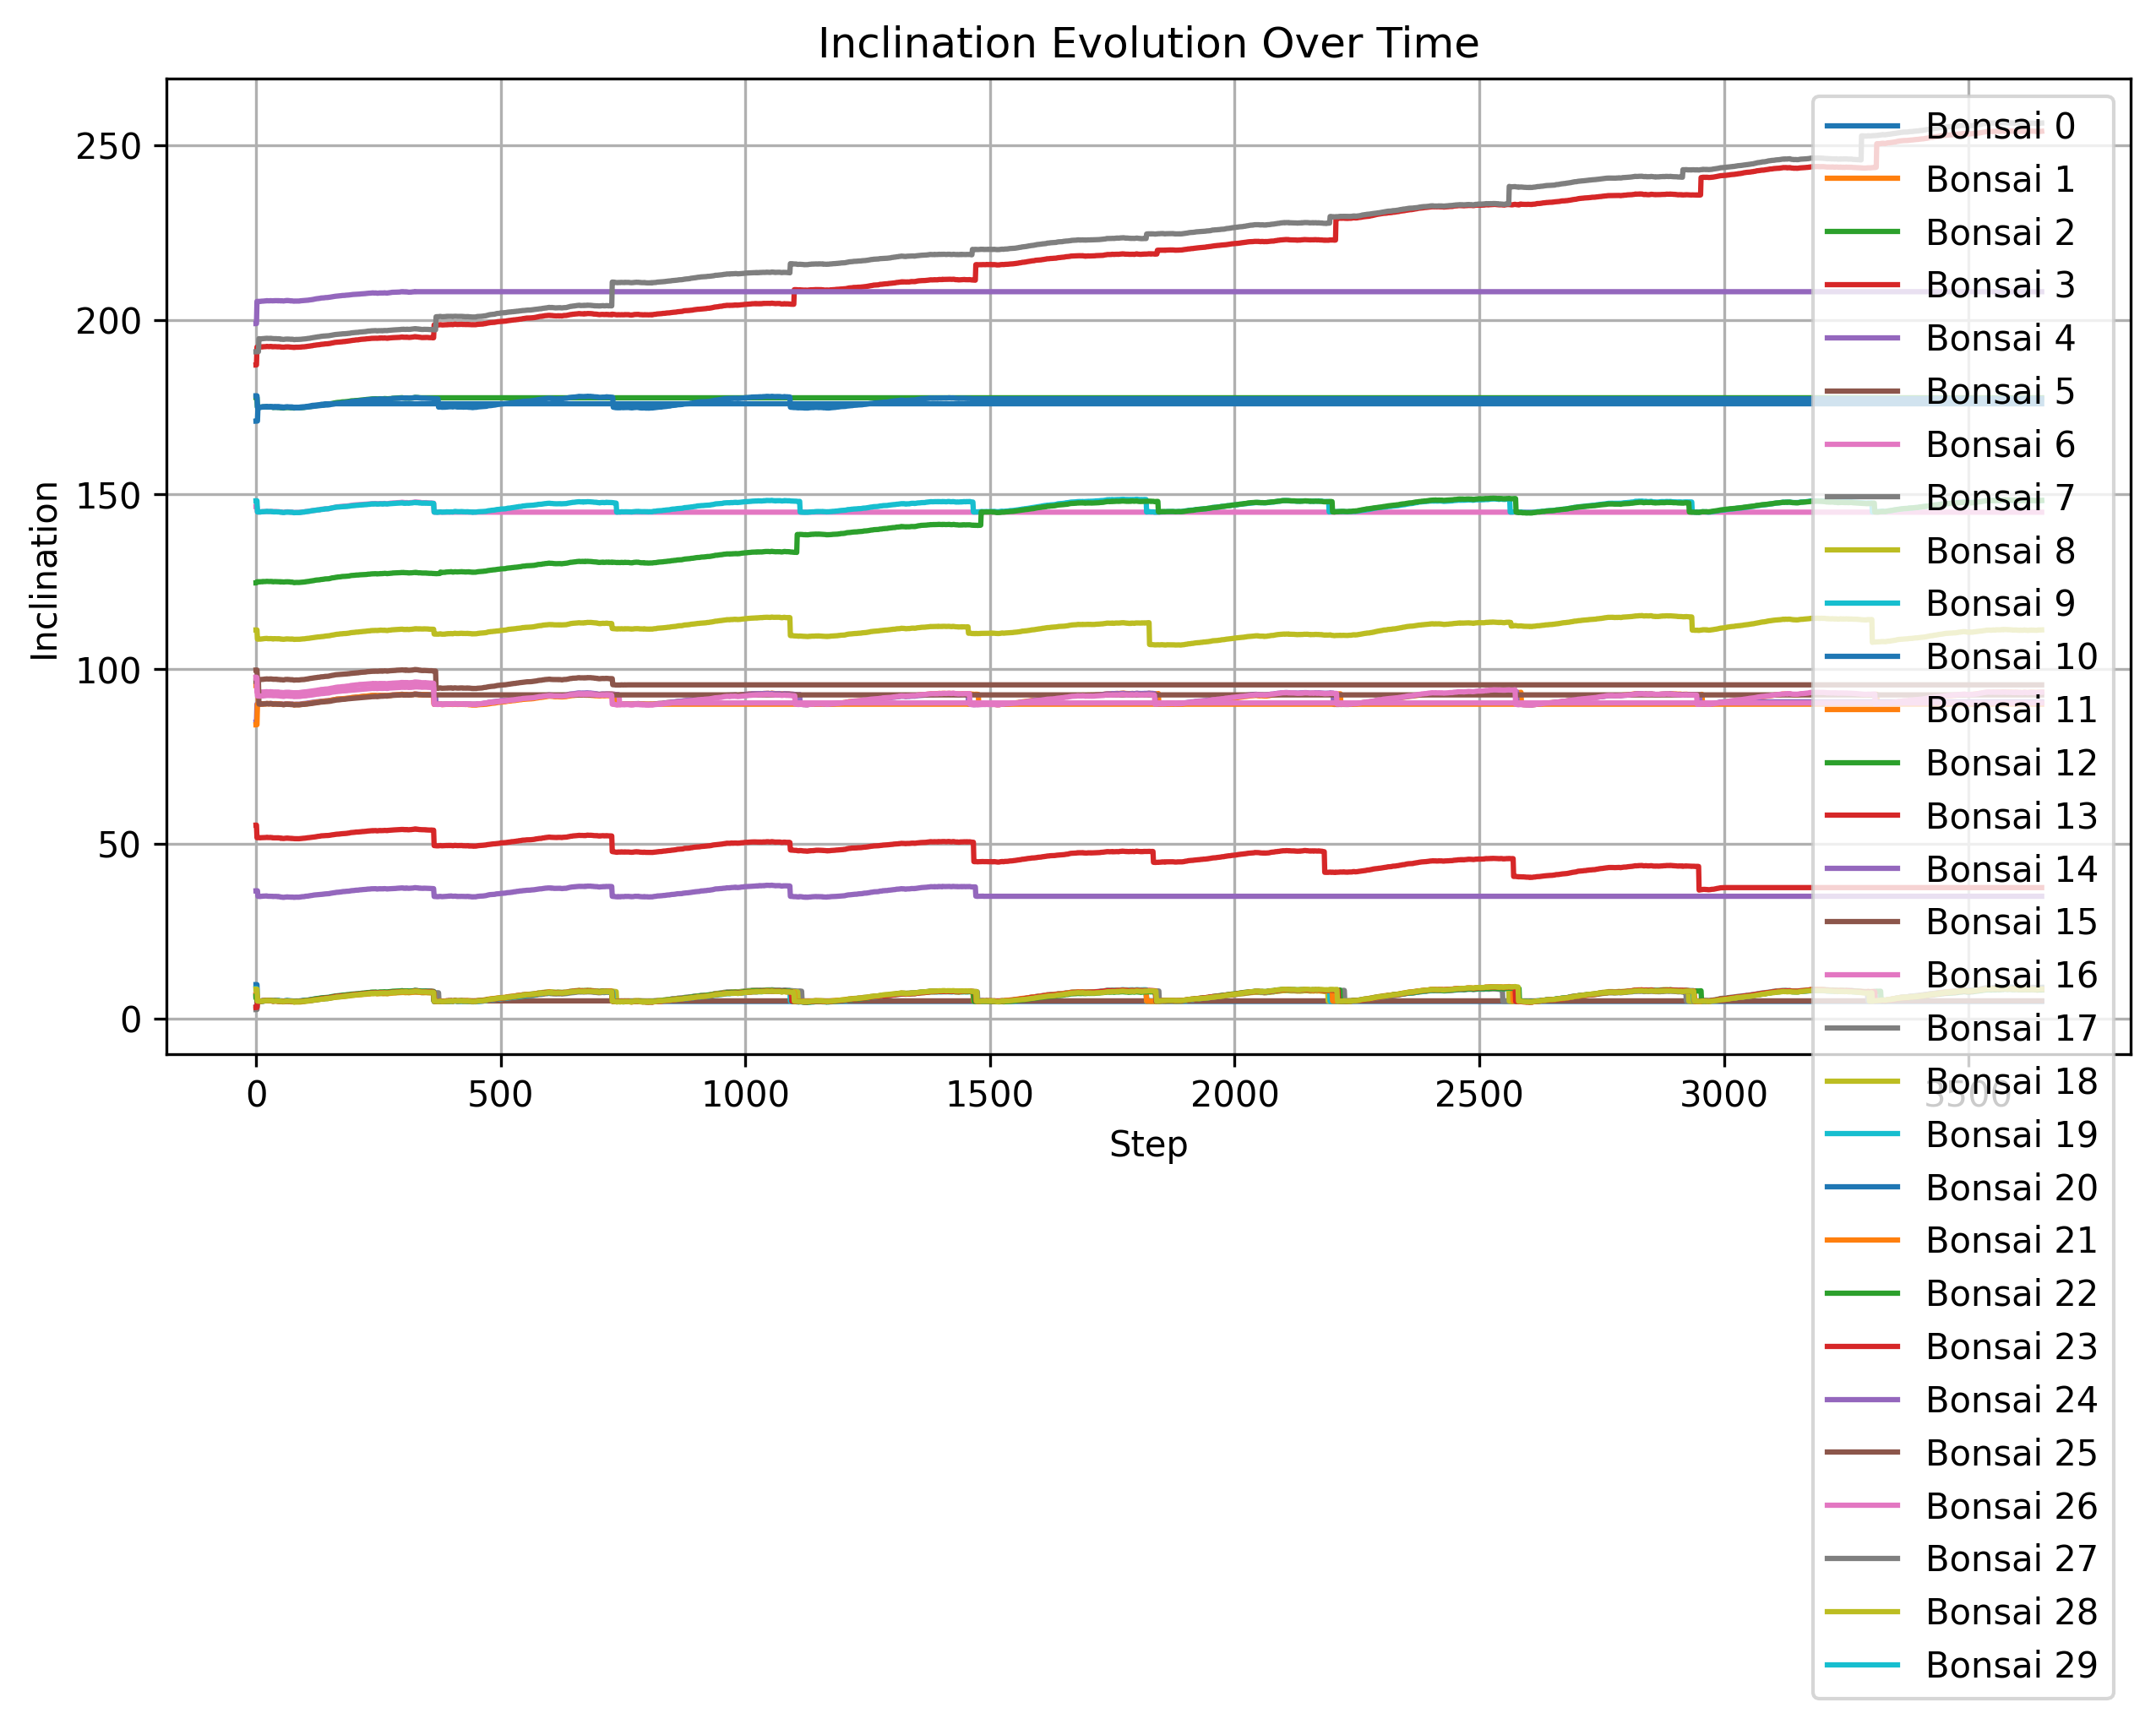 Inclination Evolution Over Time
Inclination
250
200
150
100
50
0
0 500 1000 1500 2000 2500 3000 3500
Step
Bonsai 0
Bonsai 1
Bonsai 2
Bonsai 3
Bonsai 4
Bonsai 5
Bonsai 6
Bonsai 7
Bonsai 8
Bonsai 9
Bonsai 10
Bonsai 11
Bonsai 12
Bonsai 13
Bonsai 14
Bonsai 15
Bonsai 16
Bonsai 17
Bonsai 18
Bonsai 19
Bonsai 20
Bonsai 21
Bonsai 22
Bonsai 23
Bonsai 24
Bonsai 25
Bonsai 26
Bonsai 27
Bonsai 28
Bonsai 29